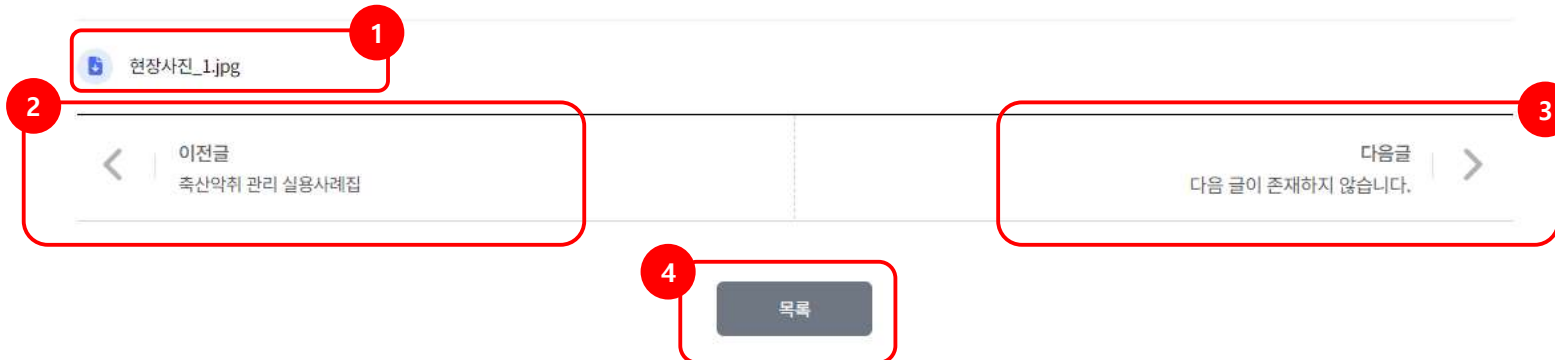 1
현장사진_1.jpg
2
3
이전글
축산악취 관리 실용사례집
다음글
다음 글이 존재하지 않습니다.
4
목록